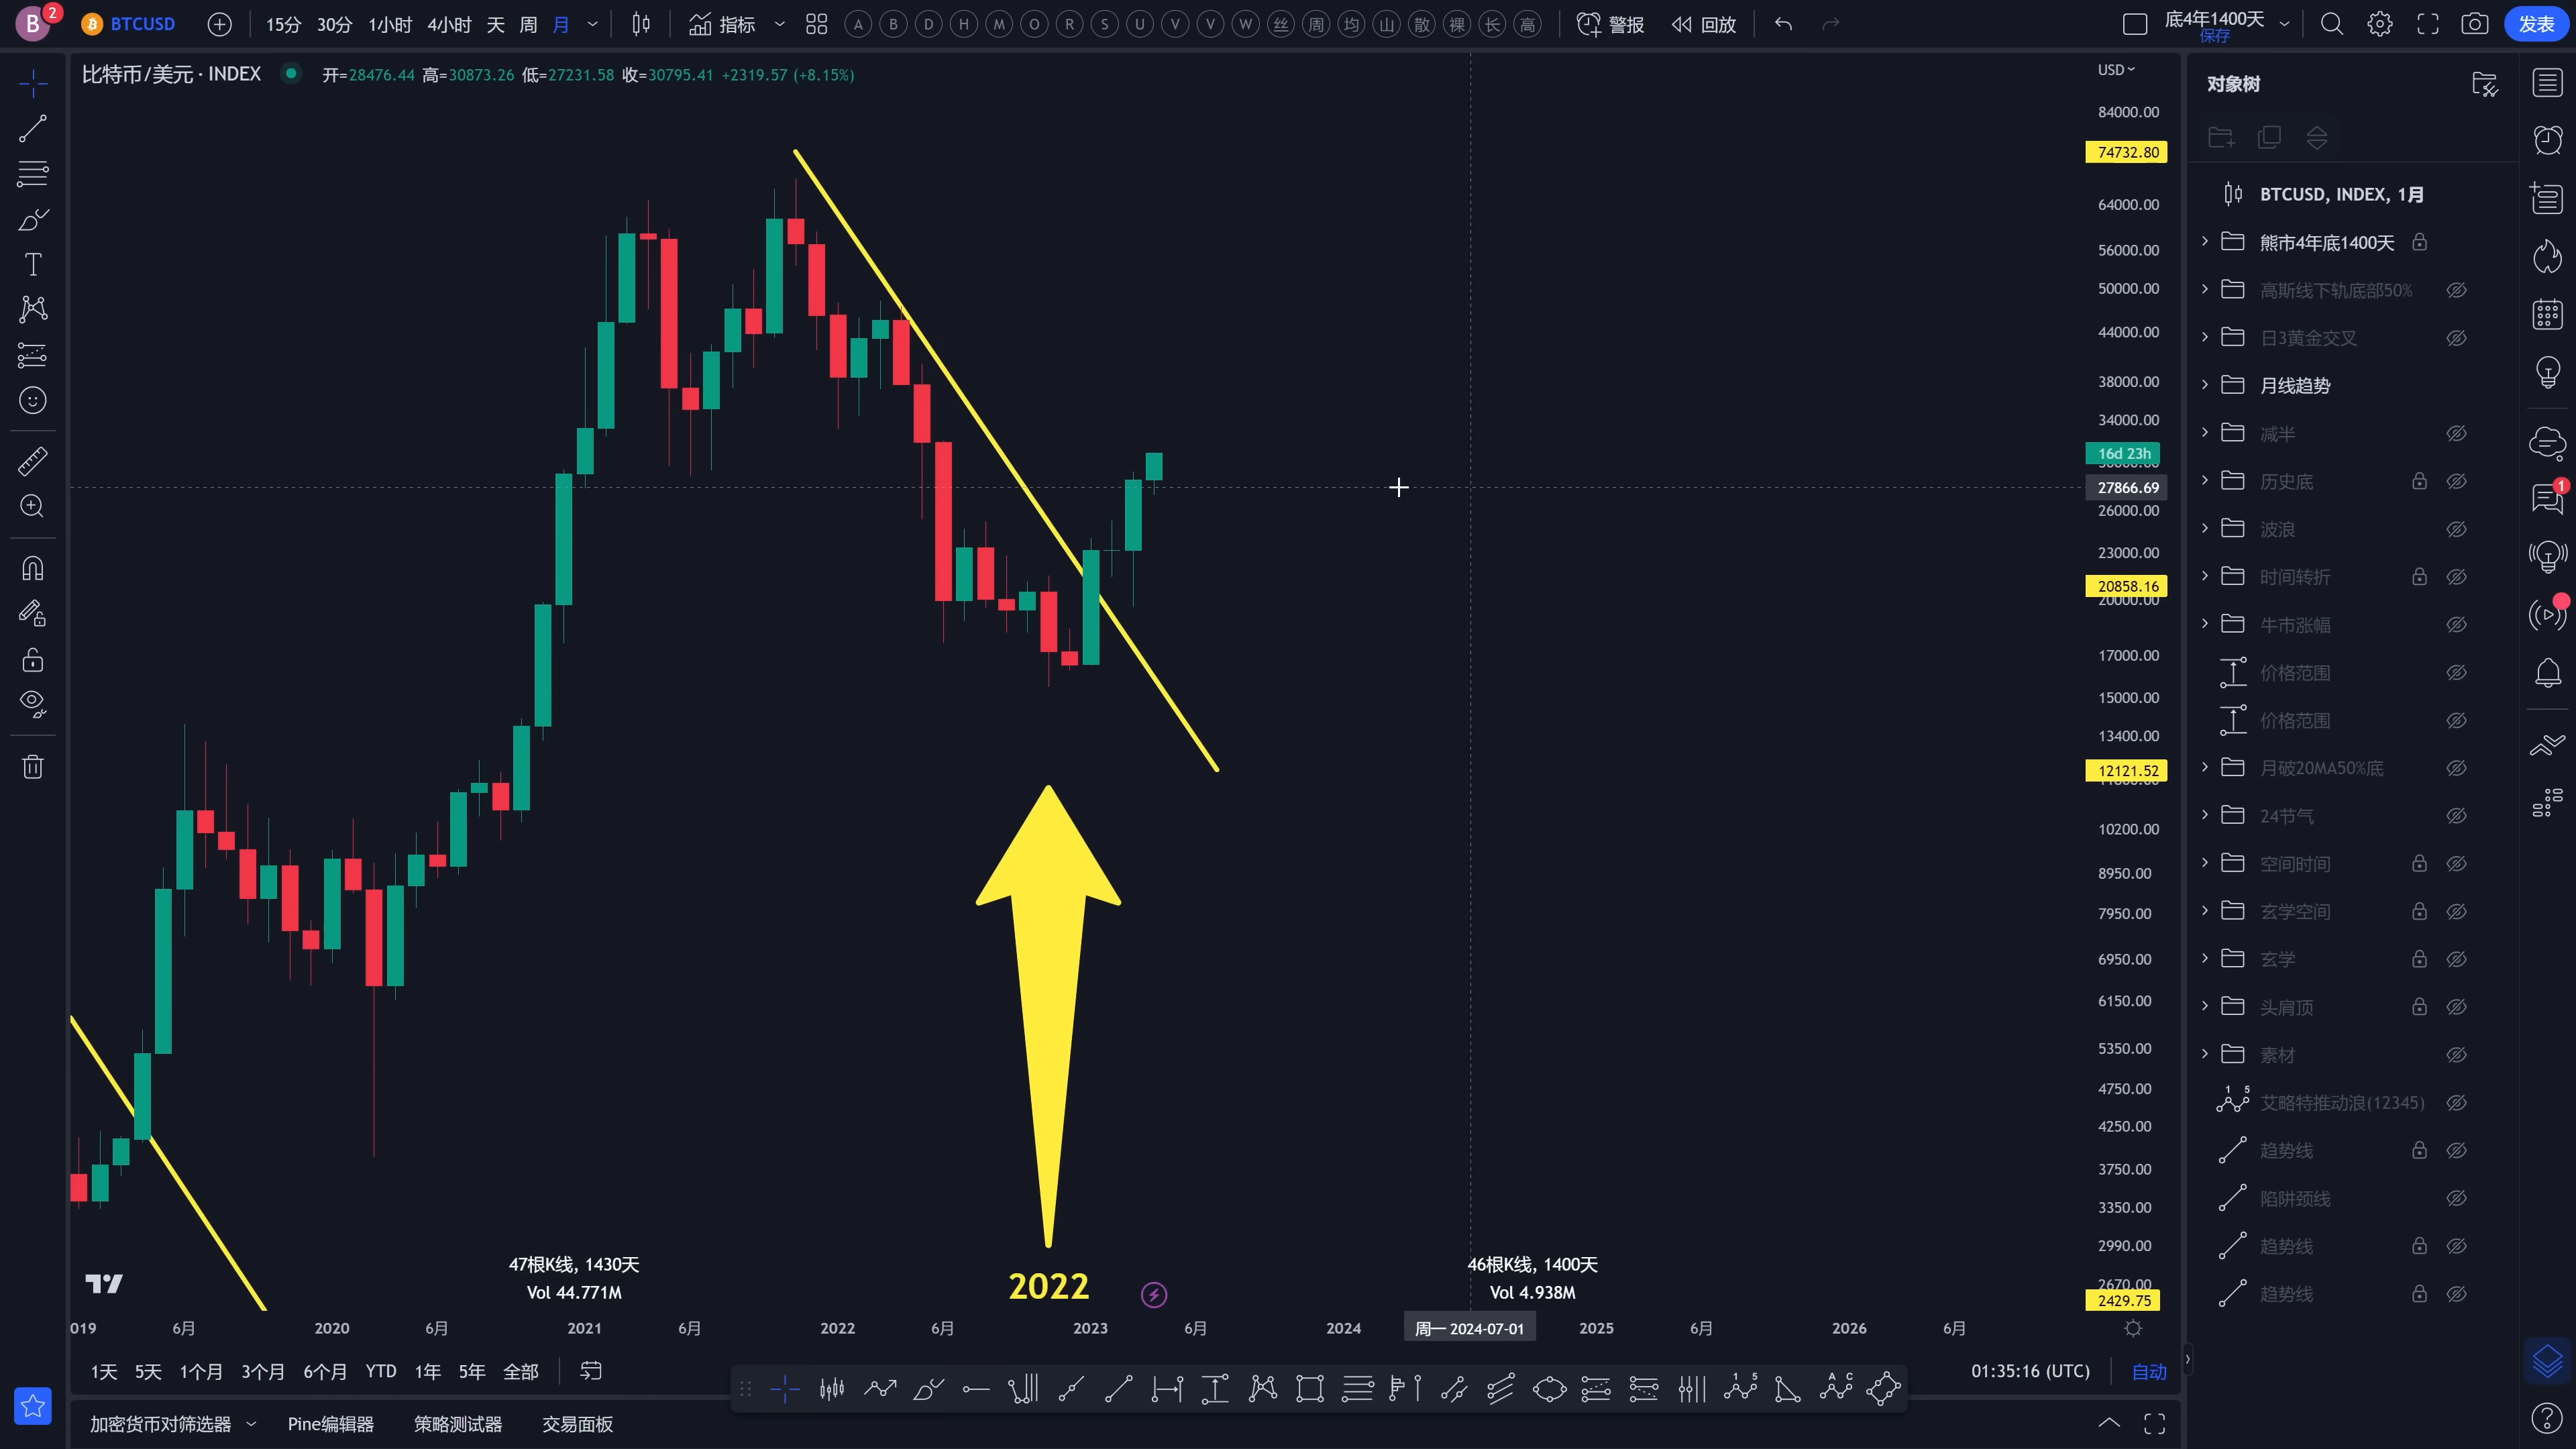 B 2 BTCUSD 15分 30分 1小时 4小时 天 周 月 指标 A B D H M O R S U V V W 丝 周 均 山 散 裸 长 高 警报 回放 底4年1400天 发表
保存
比特币/美元 · INDEX 开=28476.44 高=30873.26 低=27231.58 收=30795.41 +2319.57 (+8.15%)
USD
84000.00
74732.80
64000.00
56000.00
50000.00
44000.00
38000.00
34000.00
16d 23h
27866.69
26000.00
23000.00
20858.16
20000.00
17000.00
15000.00
13400.00
12121.52
10200.00
8950.00
7950.00
6950.00
6150.00
5350.00
4750.00
4250.00
3750.00
3350.00
2990.00
2670.00
2429.75
47根K线, 1430天
Vol 44.771M
2022
46根K线, 1400天
Vol 4.938M
019 6月 2020 6月 2021 6月 2022 6月 2023 6月 2024 周一 2024-07-01 2025 6月 2026 6月
1天 5天 1个月 3个月 6个月 YTD 1年 5年 全部 01:35:16 (UTC) 自动
加密货币对筛选器 Pine编辑器 策略测试器 交易面板
对象树
BTCUSD, INDEX, 1月
熊市4年底1400天
高斯线下轨底部50%
日3黄金交叉
月线趋势
减半
历史底
波浪
时间转折
牛市涨幅
价格范围
价格范围
月破20MA50%底
24节气
空间时间
玄学空间
玄学
头肩顶
素材
艾略特推动浪(12345)
趋势线
陷阱颈线
趋势线
趋势线
1